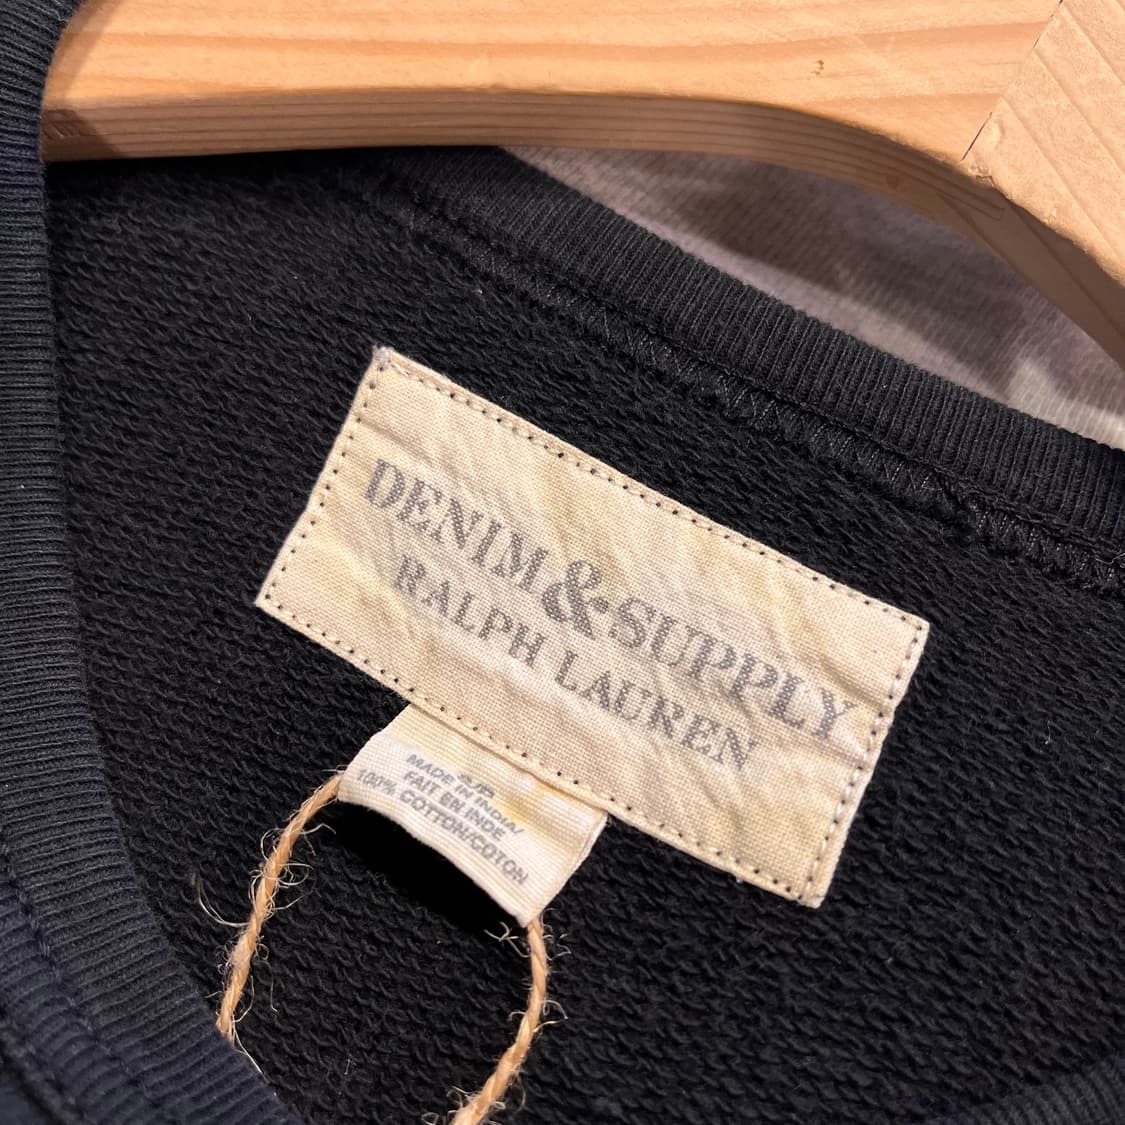 DENIM & SUPPLY
RALPH LAUREN
S/P
MADE IN INDIA/
FAIT EN INDE
100% COTTON/COTON